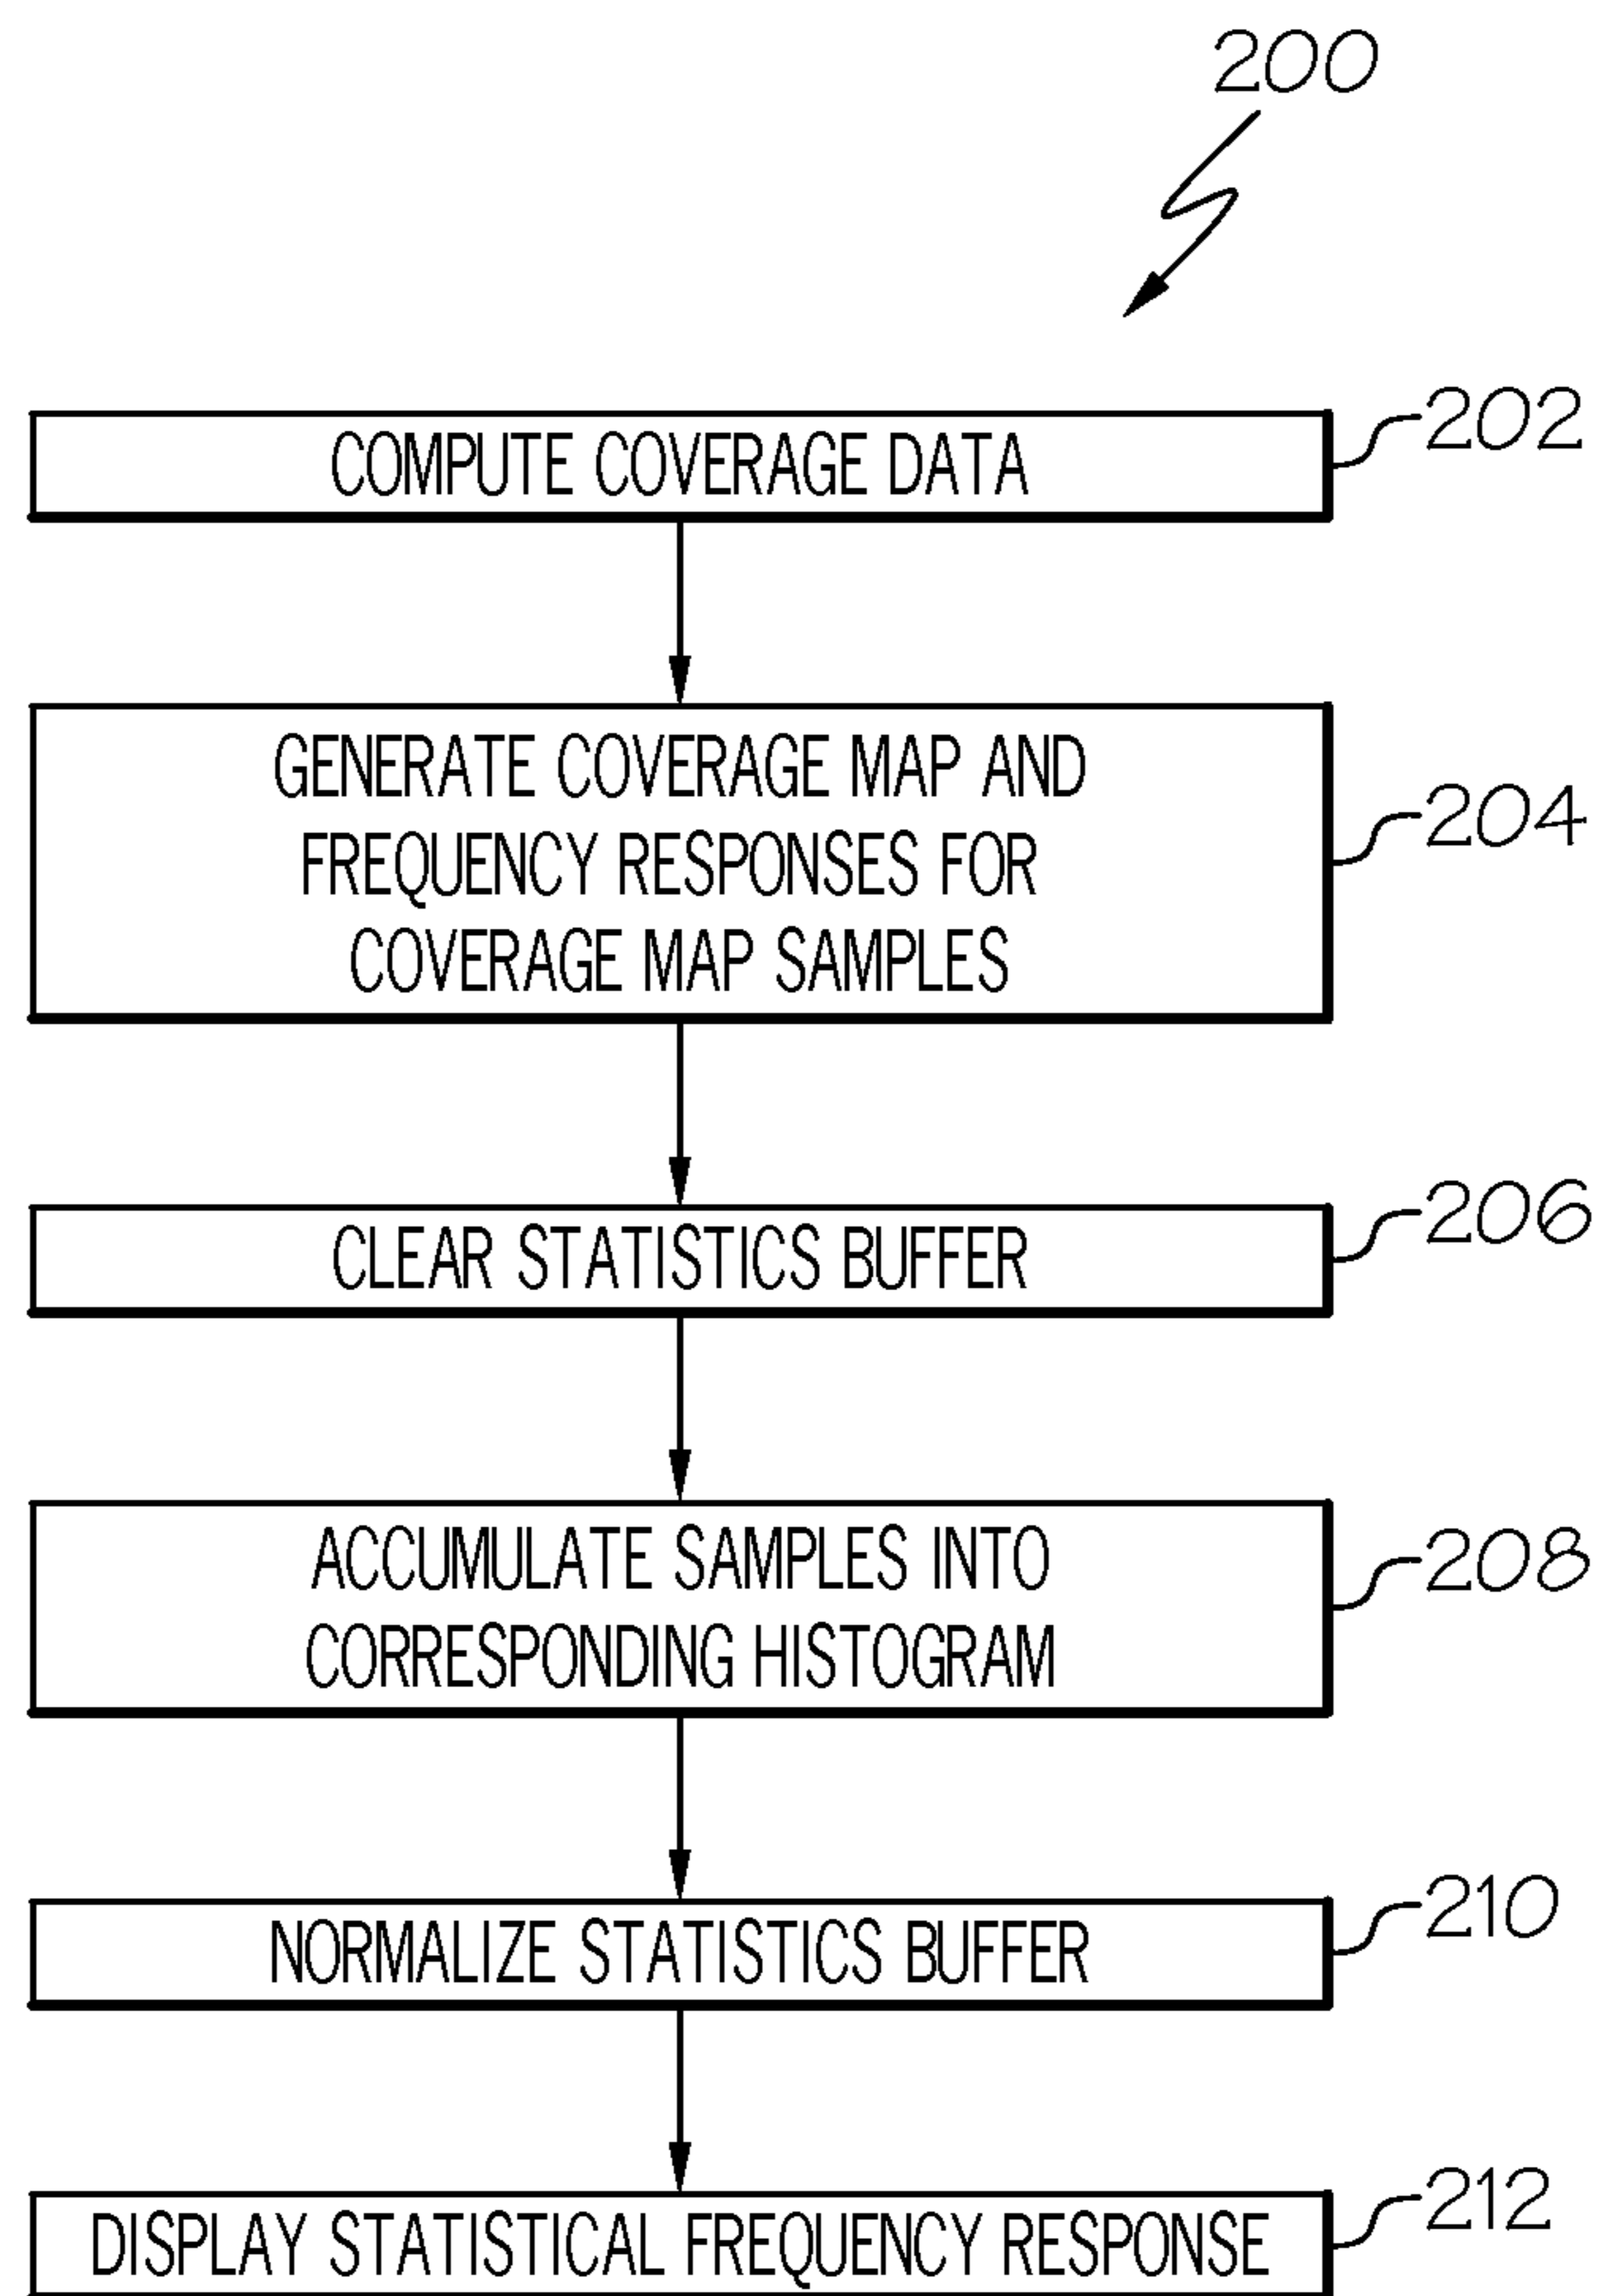 200
COMPUTE COVERAGE DATA
202
GENERATE COVERAGE MAP AND
FREQUENCY RESPONSES FOR
COVERAGE MAP SAMPLES
204
CLEAR STATISTICS BUFFER
206
ACCUMULATE SAMPLES INTO
CORRESPONDING HISTOGRAM
208
NORMALIZE STATISTICS BUFFER
210
DISPLAY STATISTICAL FREQUENCY RESPONSE
212